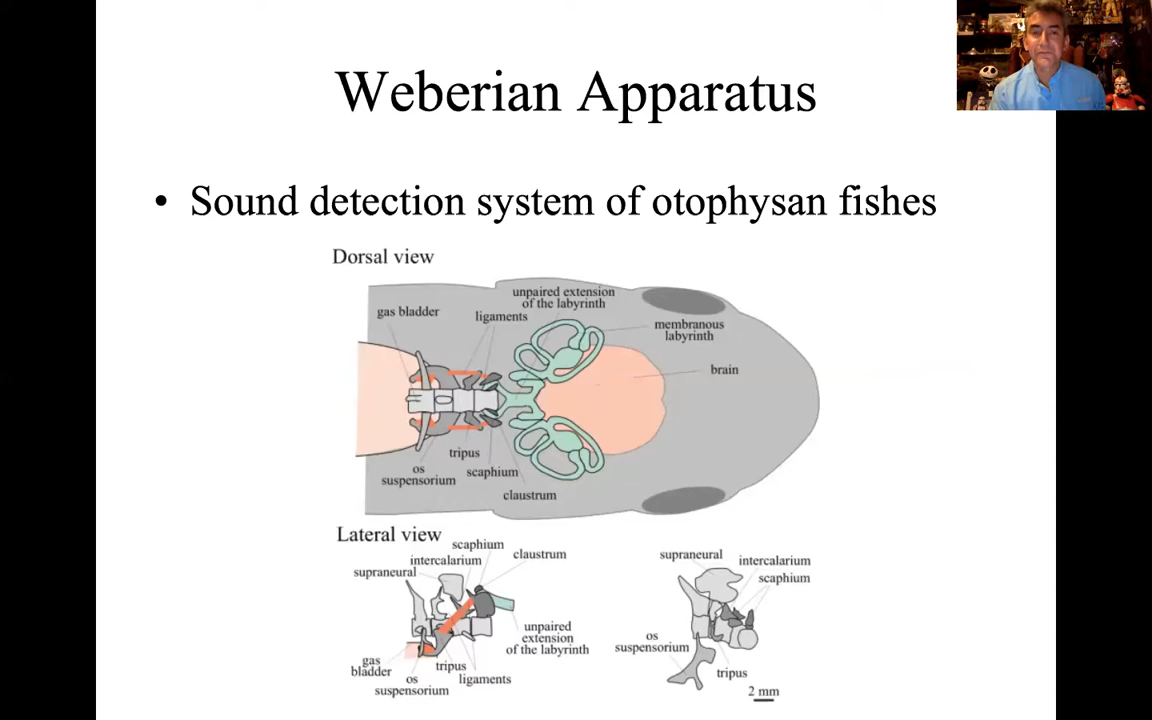 Weberian Apparatus
• Sound detection system of otophysan fishes
Dorsal view
unpaired extension
of the labyrinth
gas bladder
ligaments
membranous
labyrinth
brain
tripus
os
suspensorium
scaphium
claustrum
Lateral view
scaphium
intercalarium
claustrum
supraneural
unpaired
extension
of the labyrinth
gas
bladder
tripus
os
suspensorium
ligaments
supraneural
intercalarium
scaphium
os
suspensorium
tripus
2 mm